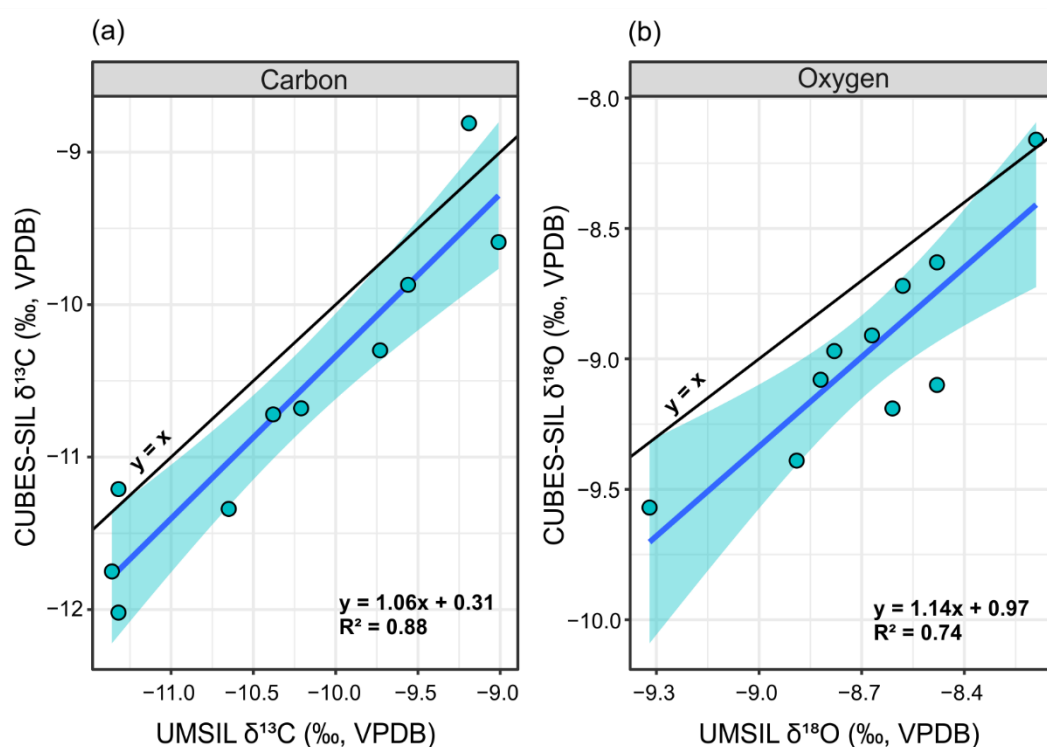 (a)
Carbon
CUBES-SIL δ¹³C (‰, VPDB)
−9
−10
−11
−12
y = x
y = 1.06x + 0.31
R² = 0.88
−11.0
−10.5
−10.0
−9.5
−9.0
UMSIL δ¹³C (‰, VPDB)
(b)
Oxygen
CUBES-SIL δ¹⁸O (‰, VPDB)
−8.0
−8.5
−9.0
−9.5
−10.0
y = x
y = 1.14x + 0.97
R² = 0.74
−9.3
−9.0
−8.7
−8.4
UMSIL δ¹⁸O (‰, VPDB)